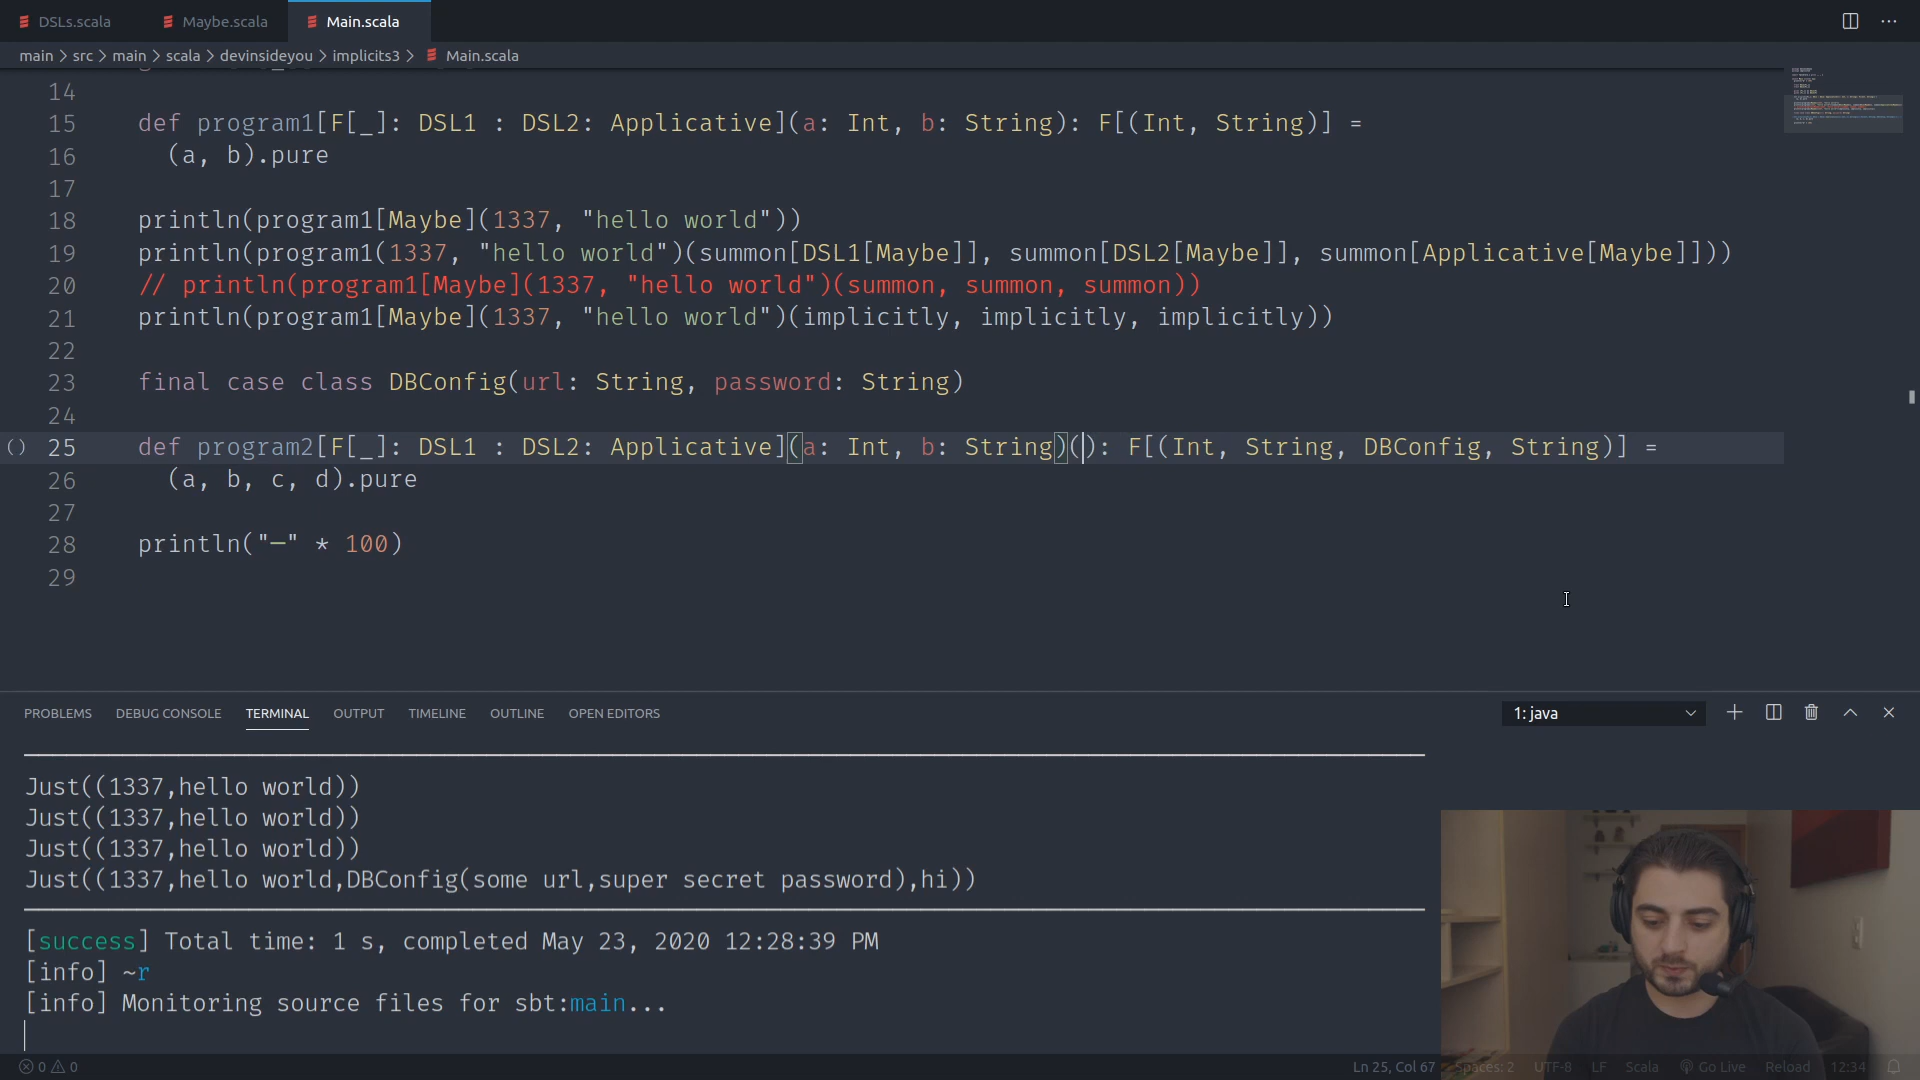 DSLs.scala Maybe.scala Main.scala
main > src > main > scala > devinsideyou > implicits3 > Main.scala
14
15 def program1[F[_]: DSL1 : DSL2: Applicative](a: Int, b: String): F[(Int, String)] =
16 (a, b).pure
17
18 println(program1[Maybe](1337, "hello world"))
19 println(program1(1337, "hello world")(summon[DSL1[Maybe]], summon[DSL2[Maybe]], summon[Applicative[Maybe]]))
20 // println(program1[Maybe](1337, "hello world")(summon, summon, summon))
21 println(program1[Maybe](1337, "hello world")(implicitly, implicitly, implicitly))
22
23 final case class DBConfig(url: String, password: String)
24
() 25 def program2[F[_]: DSL1 : DSL2: Applicative](a: Int, b: String)(): F[(Int, String, DBConfig, String)] =
26 (a, b, c, d).pure
27
28 println("─" * 100)
29
PROBLEMS DEBUG CONSOLE TERMINAL OUTPUT TIMELINE OUTLINE OPEN EDITORS 1: java
Just((1337,hello world))
Just((1337,hello world))
Just((1337,hello world))
Just((1337,hello world,DBConfig(some url,super secret password),hi))
[success] Total time: 1 s, completed May 23, 2020 12:28:39 PM
[info] ~r
[info] Monitoring source files for sbt:main...
0 0 Ln 25, Col 67 Spaces: 2 UTF-8 LF Scala Go Live Reload 12:34